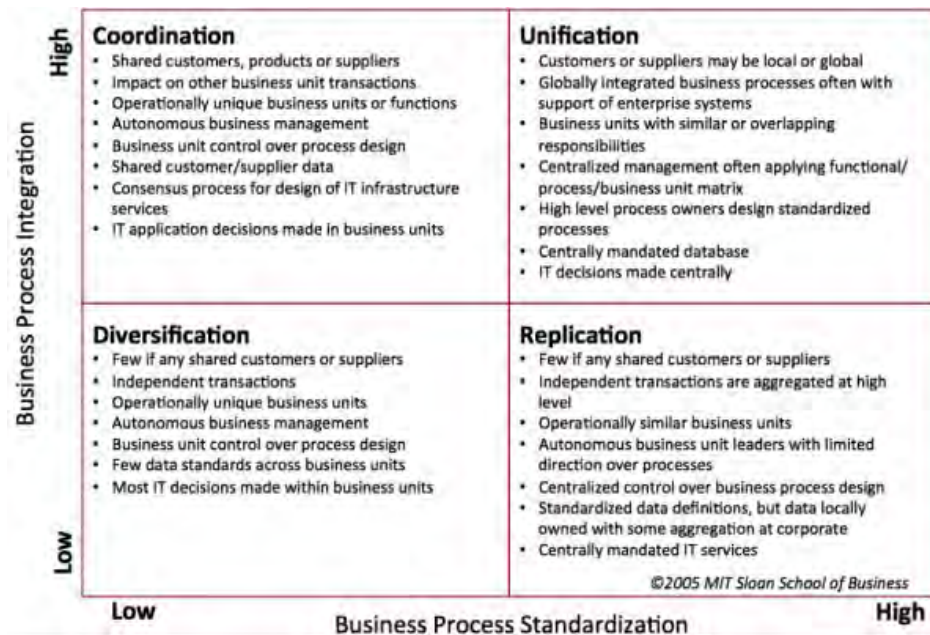 High
Business Process Integration
Low
Coordination
• Shared customers, products or suppliers
• Impact on other business unit transactions
• Operationally unique business units or functions
• Autonomous business management
• Business unit control over process design
• Shared customer/supplier data
• Consensus process for design of IT infrastructure
services
• IT application decisions made in business units
Unification
• Customers or suppliers may be local or global
• Globally integrated business processes often with
support of enterprise systems
• Business units with similar or overlapping
responsibilities
• Centralized management often applying functional/
process/business unit matrix
• High level process owners design standardized
processes
• Centrally mandated database
• IT decisions made centrally
Diversification
• Few if any shared customers or suppliers
• Independent transactions
• Operationally unique business units
• Autonomous business management
• Business unit control over process design
• Few data standards across business units
• Most IT decisions made within business units
Replication
• Few if any shared customers or suppliers
• Independent transactions are aggregated at high
level
• Operationally similar business units
• Autonomous business unit leaders with limited
direction over processes
• Centralized control over business process design
• Standardized data definitions, but data locally
owned with some aggregation at corporate
• Centrally mandated IT services
©2005 MIT Sloan School of Business
Low
Business Process Standardization
High